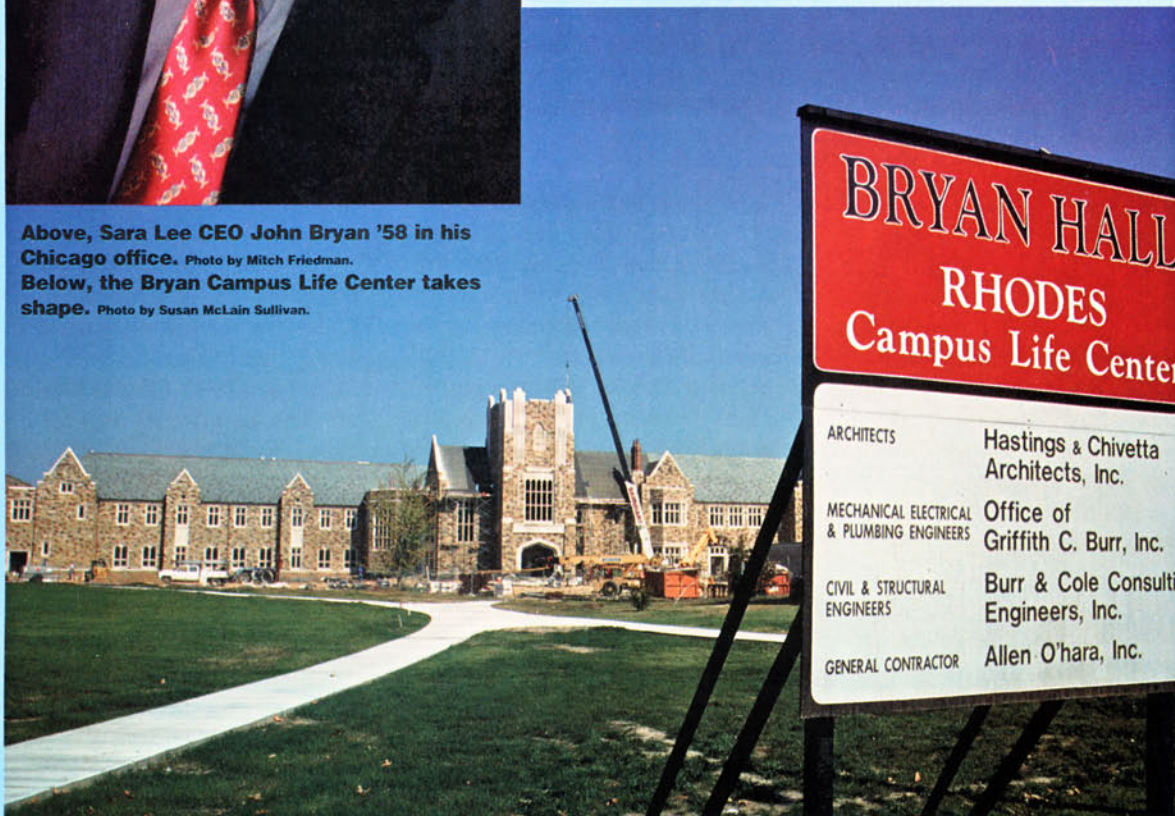 Above, Sara Lee CEO John Bryan '58 in his
Chicago office. Photo by Mitch Friedman.
Below, the Bryan Campus Life Center takes
shape. Photo by Susan McLain Sullivan.
BRYAN HALL
RHODES
Campus Life Center
ARCHITECTS
Hastings & Chivetta
Architects, Inc.
MECHANICAL ELECTRICAL
& PLUMBING ENGINEERS
Office of
Griffith C. Burr, Inc.
CIVIL & STRUCTURAL
ENGINEERS
Burr & Cole Consulti
Engineers, Inc.
GENERAL CONTRACTOR
Allen O'hara, Inc.